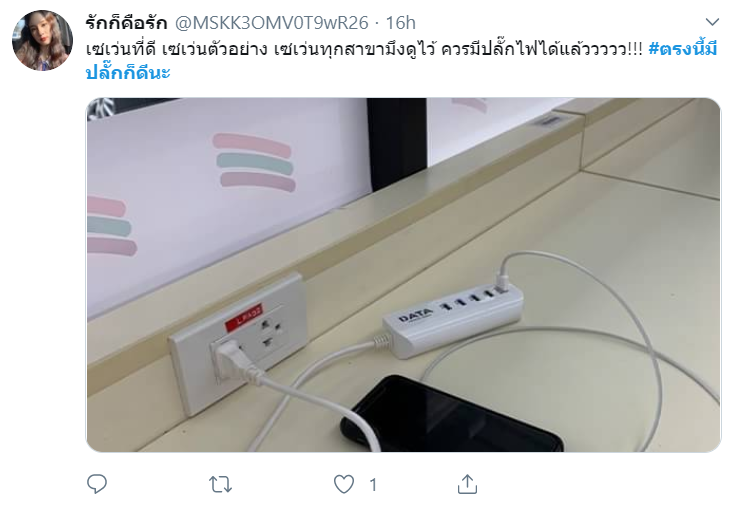 รักก็คือรัก @MSKK3OMV0T9wR26 · 16h
เซเว่นที่ดี เซเว่นตัวอย่าง เซเว่นทุกสาขามึงดูไว้ ควรมีปลั๊กไฟได้แล้วววววว!!! #ตรงนี้มี
ปลั๊กก็ดีนะ
DATA
1